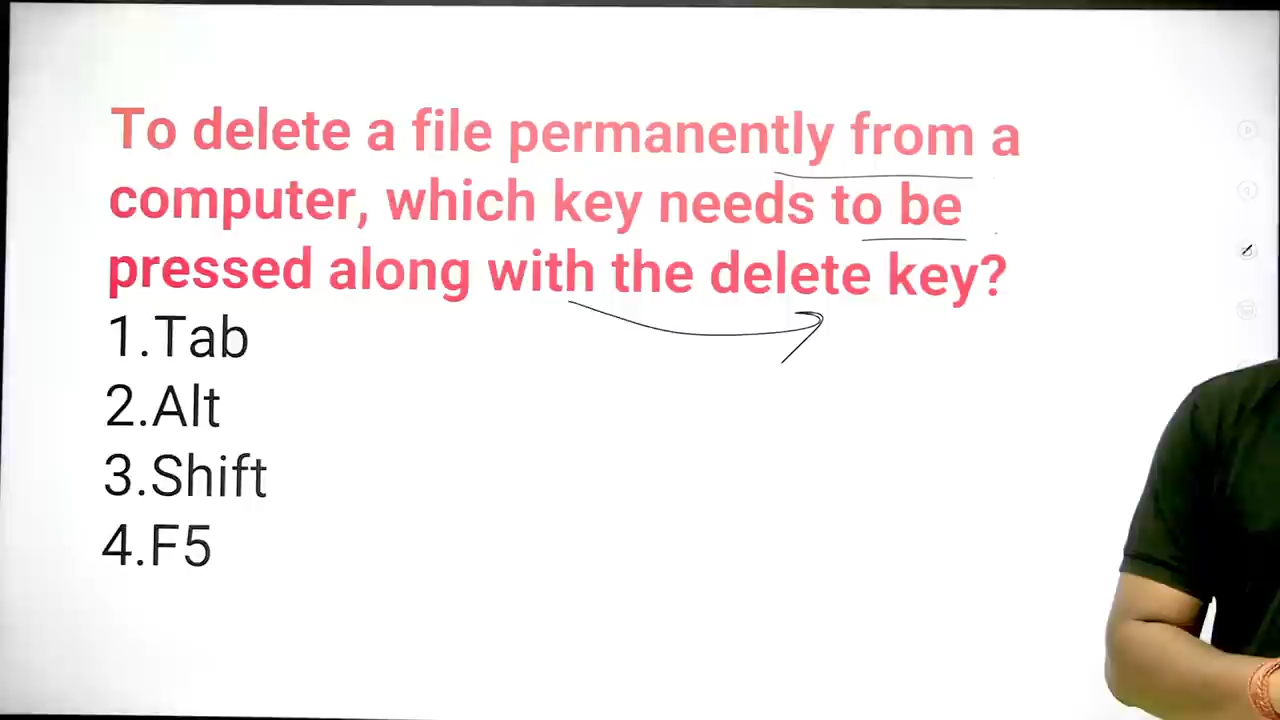 To delete a file permanently from a
computer, which key needs to be
pressed along with the delete key?
1.Tab
2.Alt
3.Shift
4.F5